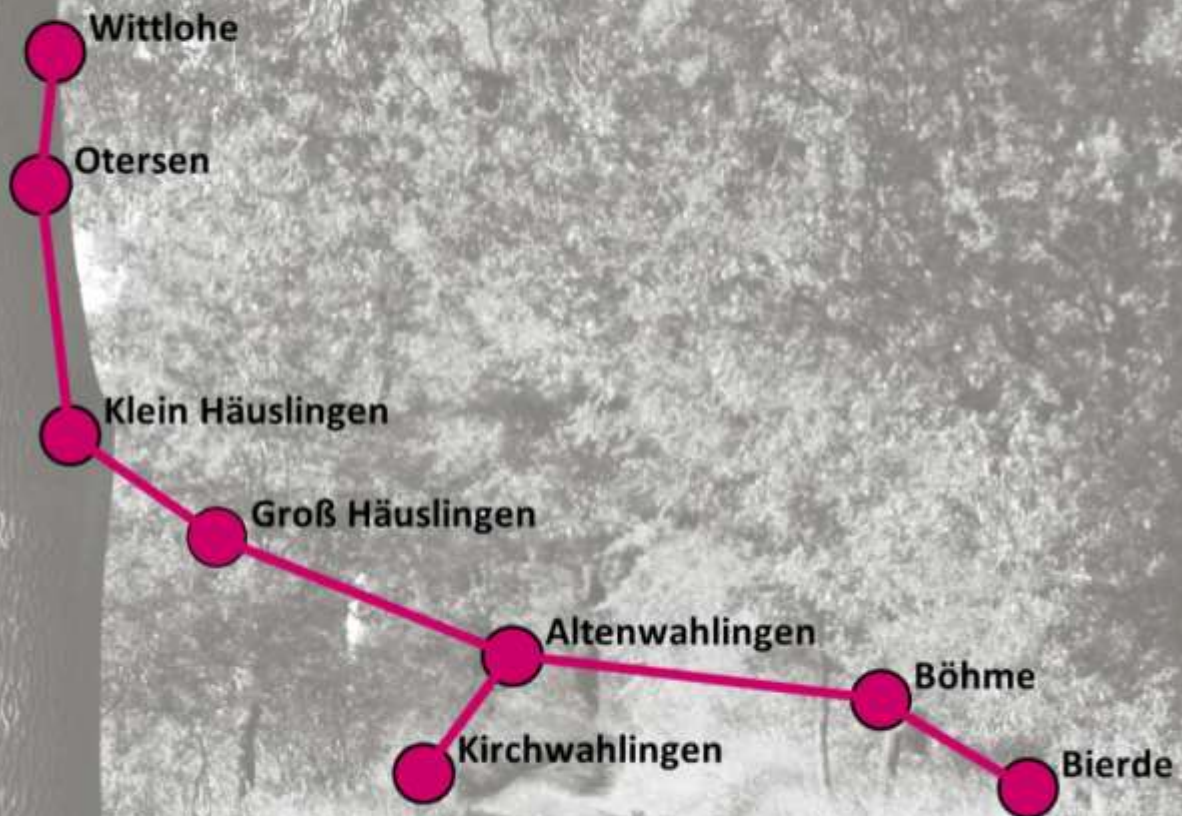 Wittlohe
Otersen
Klein Häuslingen
Groß Häuslingen
Altenwahlingen
Böhme
Kirchwahlingen
Bierde